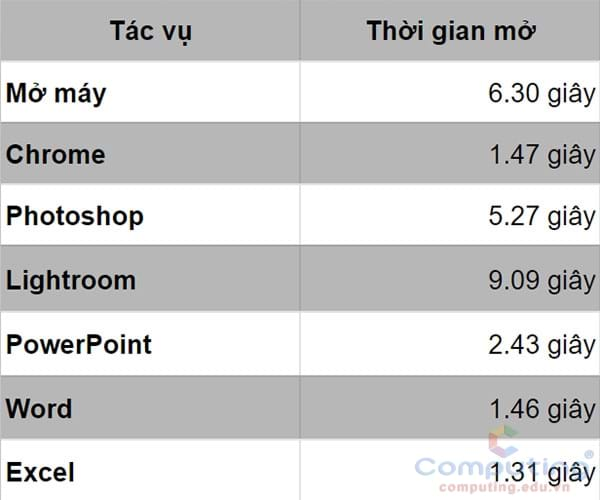 Tác vụ Thời gian mở
Mở máy 6.30 giây
Chrome 1.47 giây
Photoshop 5.27 giây
Lightroom 9.09 giây
PowerPoint 2.43 giây
Word 1.46 giây
Excel 1.31 giây
Computing®
computing.edu.vn